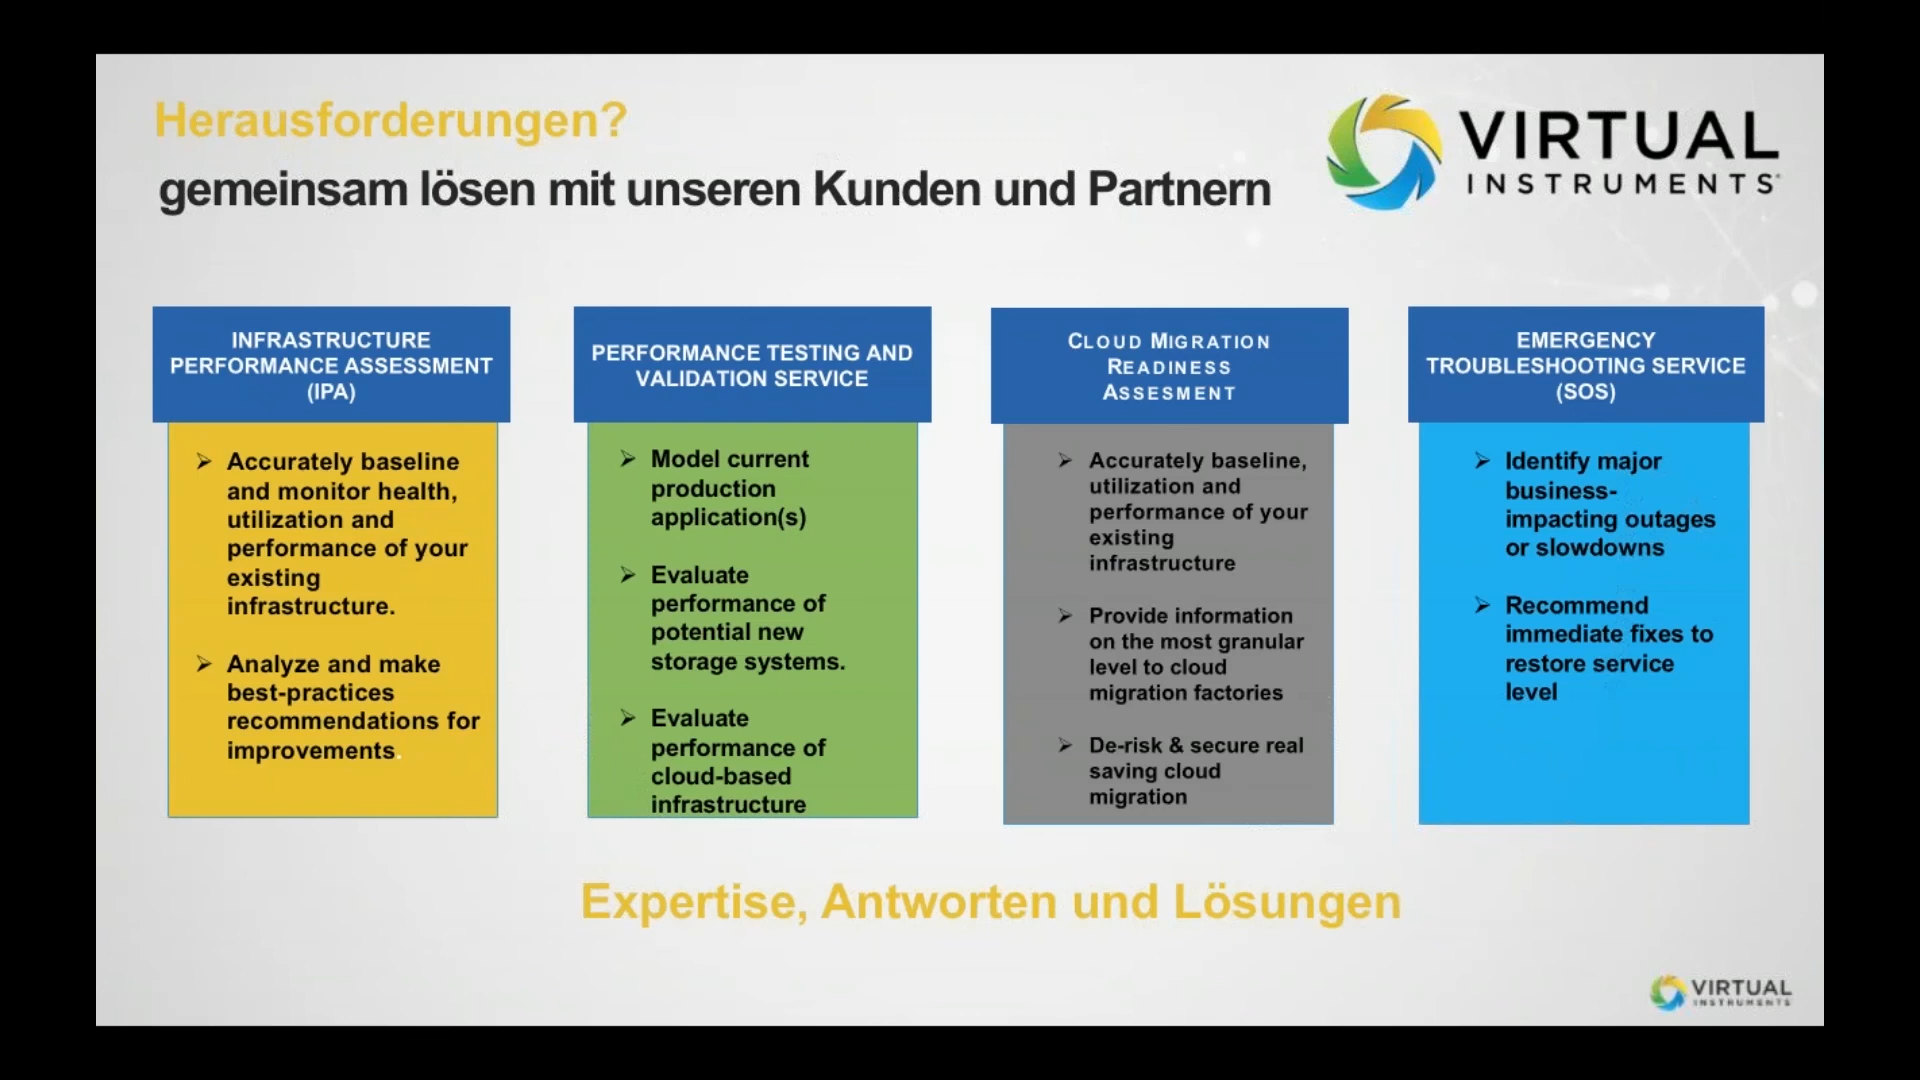 Herausforderungen?
gemeinsam lösen mit unseren Kunden und Partnern
VIRTUAL
INSTRUMENTS
INFRASTRUCTURE
PERFORMANCE ASSESSMENT
(IPA)
➢ Accurately baseline
and monitor health,
utilization and
performance of your
existing
infrastructure.
➢ Analyze and make
best-practices
recommendations for
improvements.
PERFORMANCE TESTING AND
VALIDATION SERVICE
➢ Model current
production
application(s)
➢ Evaluate
performance of
potential new
storage systems.
➢ Evaluate
performance of
cloud-based
infrastructure
CLOUD MIGRATION
READINESS
ASSESMENT
➢ Accurately baseline,
utilization and
performance of your
existing
infrastructure
➢ Provide information
on the most granular
level to cloud
migration factories
➢ De-risk & secure real
saving cloud
migration
EMERGENCY
TROUBLESHOOTING SERVICE
(SOS)
➢ Identify major
business-
impacting outages
or slowdowns
➢ Recommend
immediate fixes to
restore service
level
Expertise, Antworten und Lösungen
VIRTUAL
INSTRUMENTS